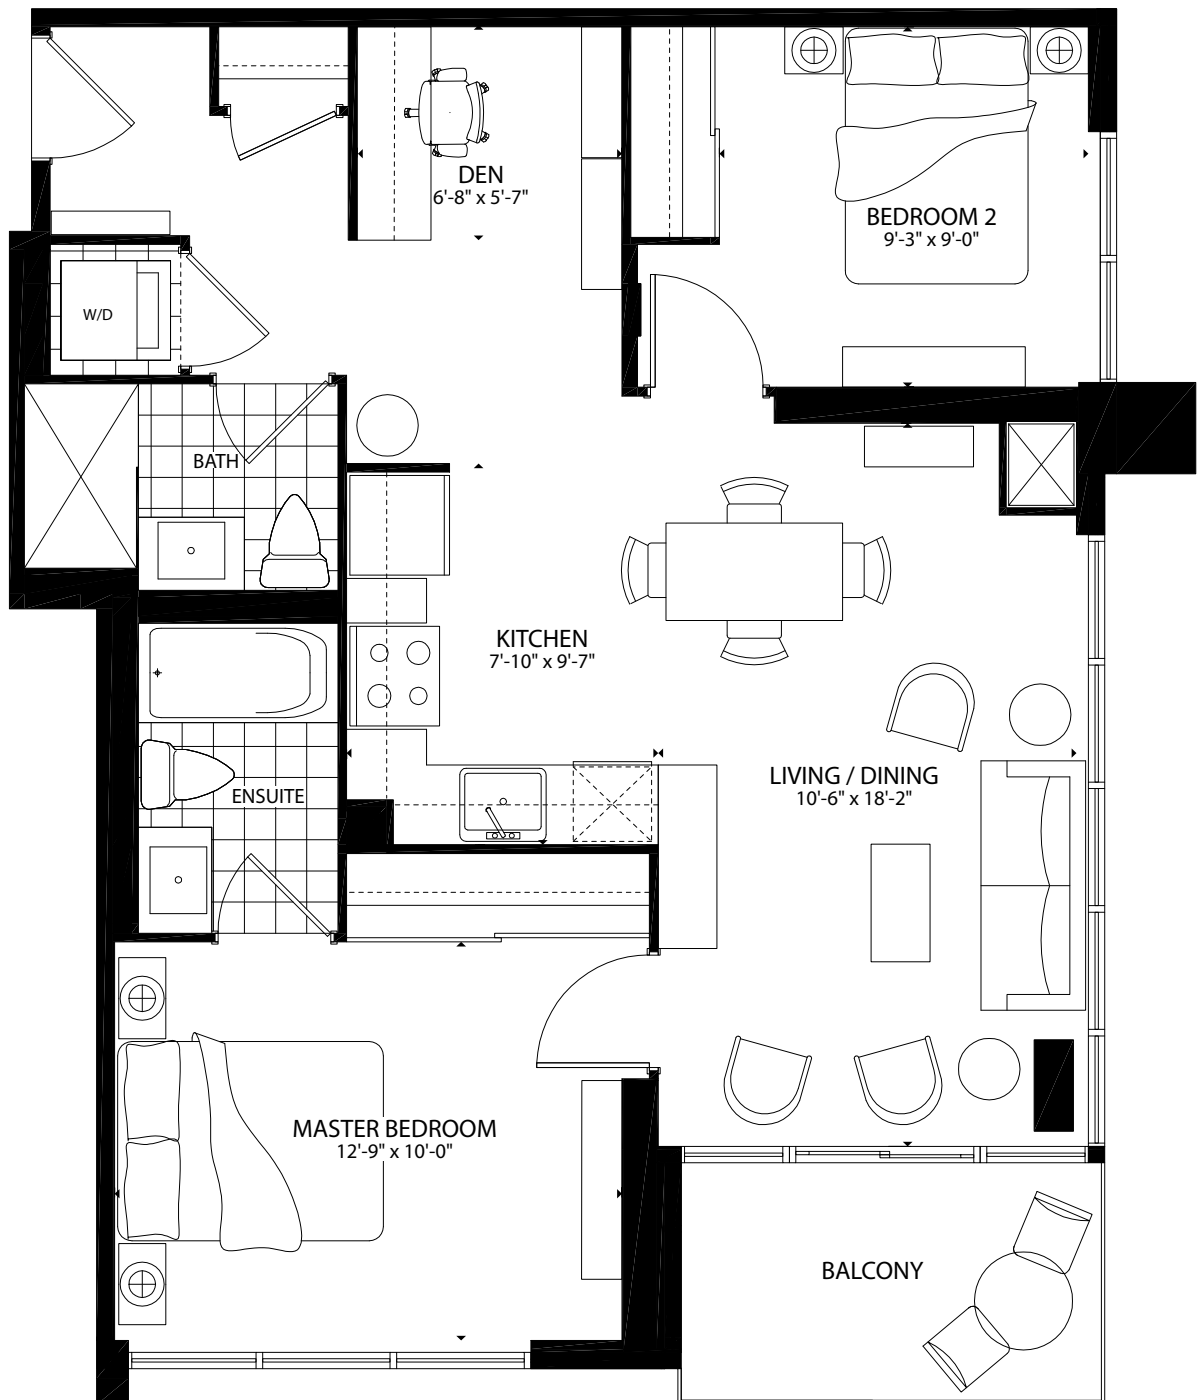 DEN
6'-8" x 5'-7"
BEDROOM 2
9'-3" x 9'-0"
W/D
BATH
KITCHEN
7'-10" x 9'-7"
LIVING / DINING
10'-6" x 18'-2"
ENSUITE
MASTER BEDROOM
12'-9" x 10'-0"
BALCONY